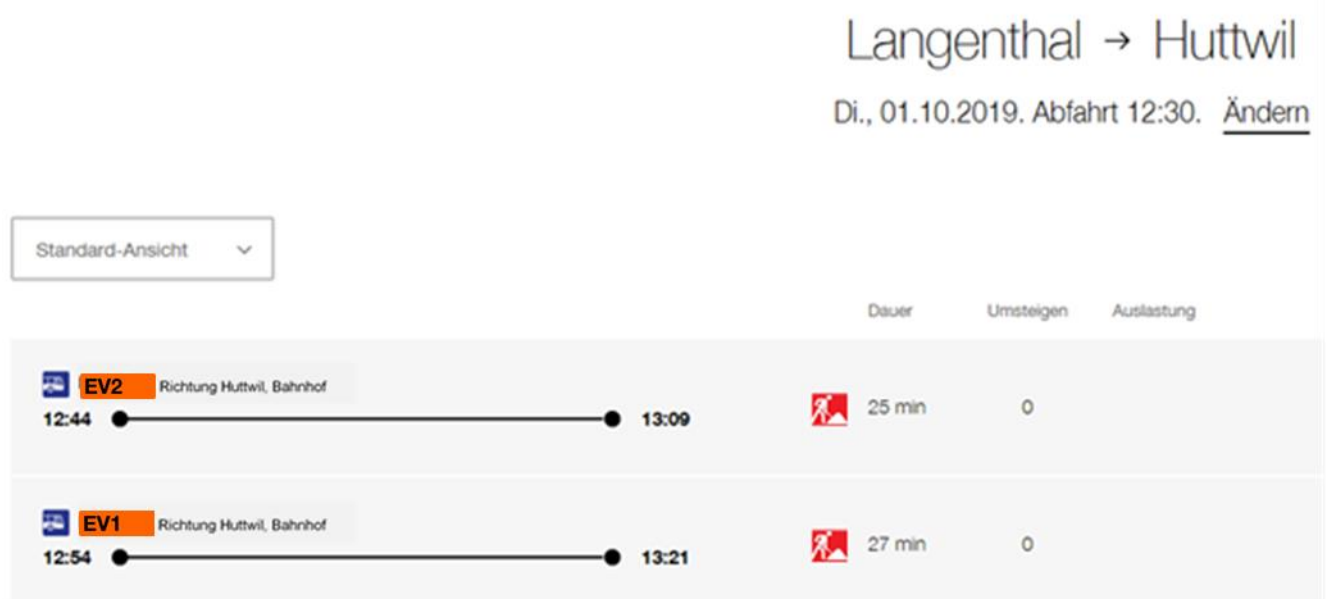 Langenthal → Huttwil
Di., 01.10.2019. Abfahrt 12:30. Ändern
Standard-Ansicht
Dauer Umsteigen Auslastung
EV2 Richtung Huttwil, Bahnhof
12:44 13:09 25 min 0
EV1 Richtung Huttwil, Bahnhof
12:54 13:21 27 min 0